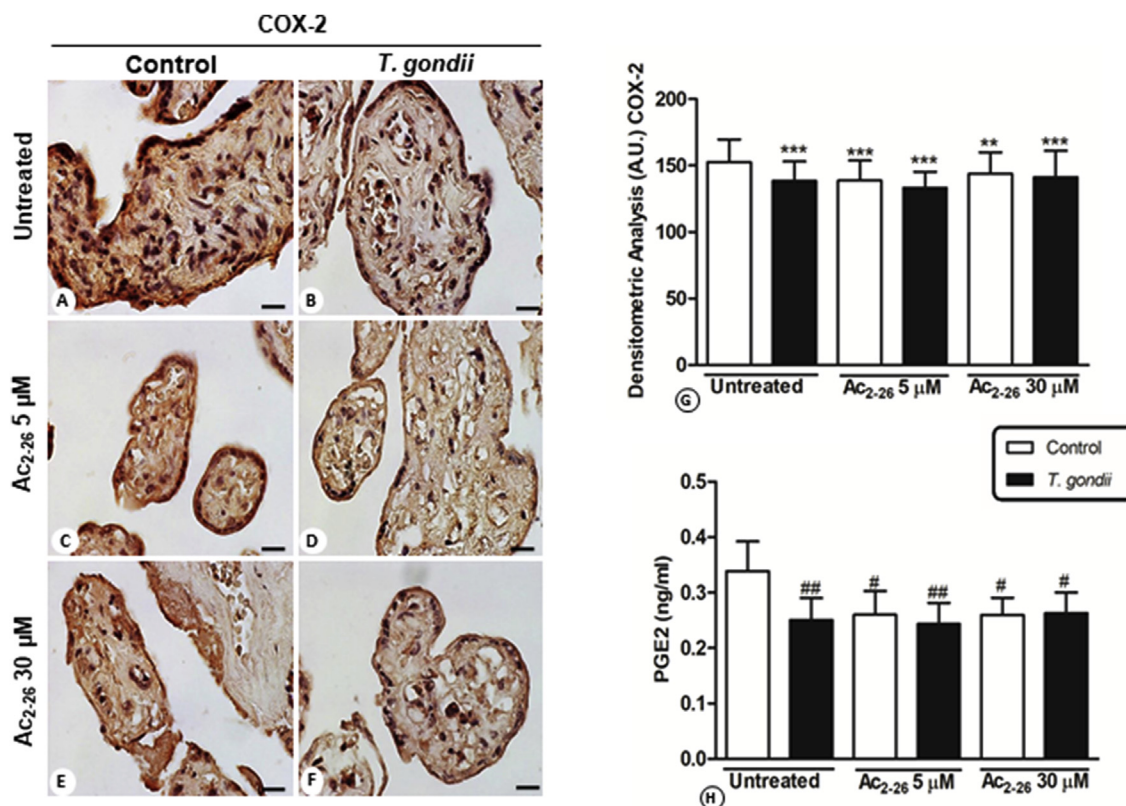 COX-2
Control
T. gondii
Untreated
A
B
Ac2-26 5 µM
C
D
Ac2-26 30 µM
E
F
Densitometric Analysis (A.U.) COX-2
200
150
100
50
0
***
***
***
**
***
Untreated
Ac2-26 5 µM
Ac2-26 30 µM
G
Control
T. gondii
PGE2 (ng/ml)
0.5
0.4
0.3
0.2
0.1
0.0
##
#
##
#
#
Untreated
Ac2-26 5 µM
Ac2-26 30 µM
H